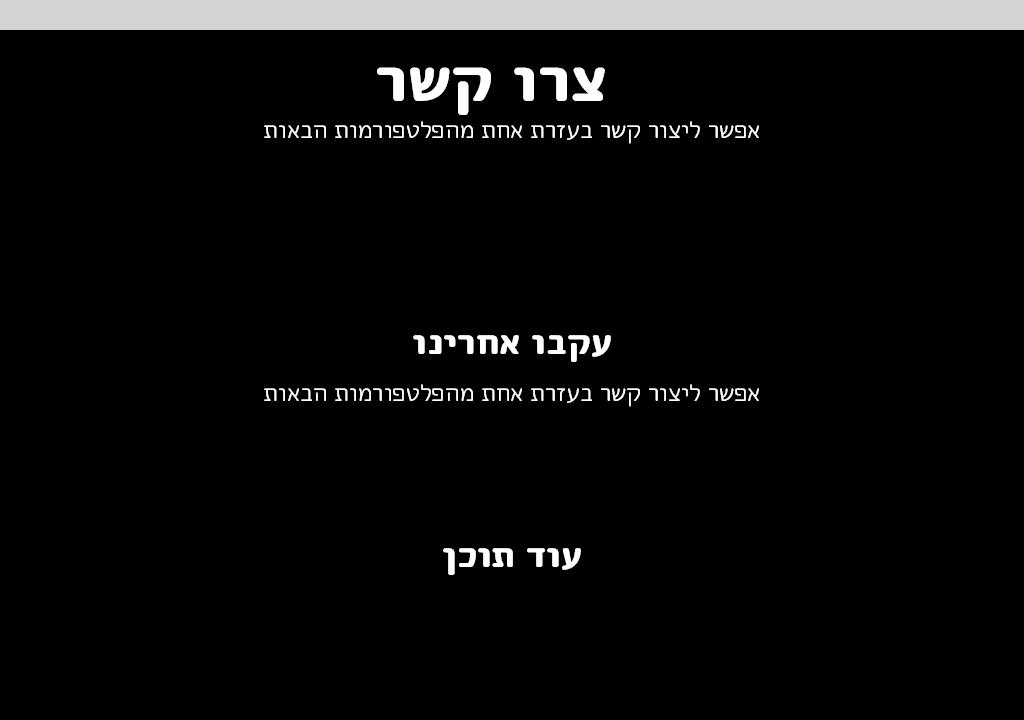 צרו קשר
אפשר ליצור קשר בעזרת אחת מהפלטפורמות הבאות
עקבו אחרינו
אפשר ליצור קשר בעזרת אחת מהפלטפורמות הבאות
עוד תוכן